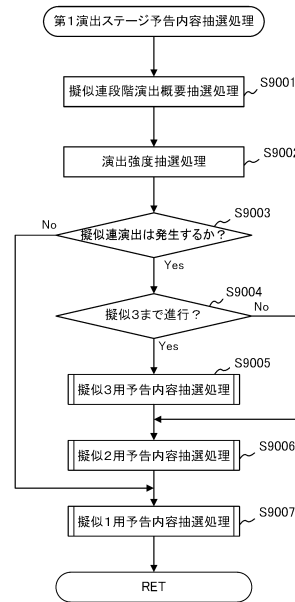 第1演出ステージ予告内容抽選処理
S9001
擬似連段階演出概要抽選処理
S9002
演出強度抽選処理
S9003
No
擬似連演出は発生するか？
Yes
S9004
No
擬似3まで進行？
Yes
S9005
擬似3用予告内容抽選処理
S9006
擬似2用予告内容抽選処理
S9007
擬似1用予告内容抽選処理
RET